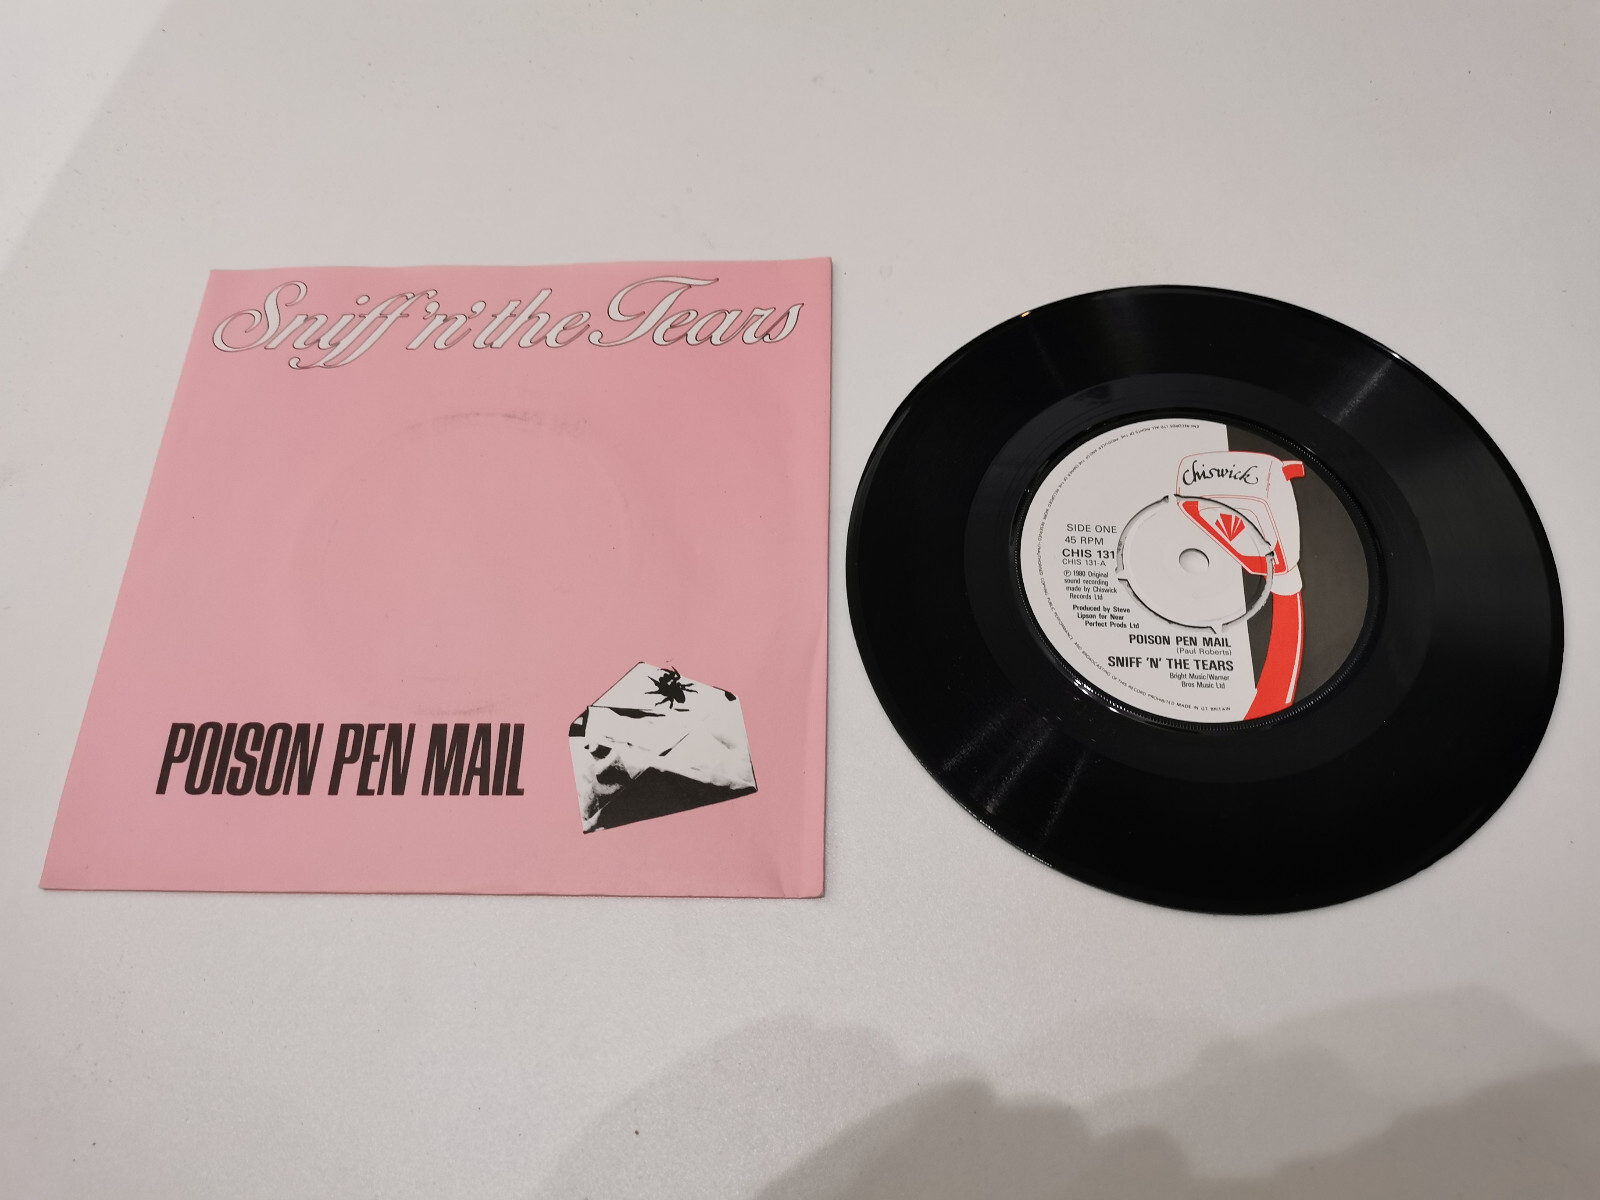 Sniff 'n' the Tears
POISON PEN MAIL
Chiswick
SIDE ONE
45 RPM
CHIS 131
CHIS 131-A
℗ 1980 Original
sound recording
made by Chiswick
Records Ltd
Produced by Steve
Lipson for Near
Perfect Prods Ltd
POISON PEN MAIL
(Paul Roberts)
SNIFF 'N' THE TEARS
Bright Music/Warner
Bros Music Ltd